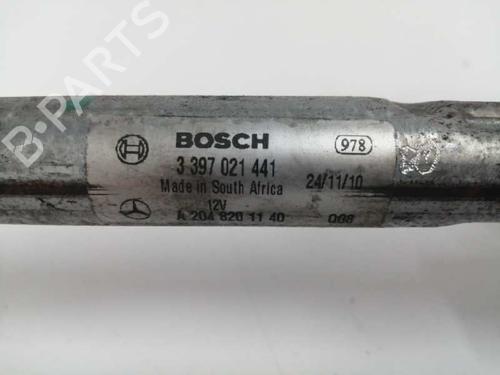 B-PARTS
BOSCH 978
3 397 021 441
Made in South Africa 24/11/10
12V
A 204 820 11 40 068